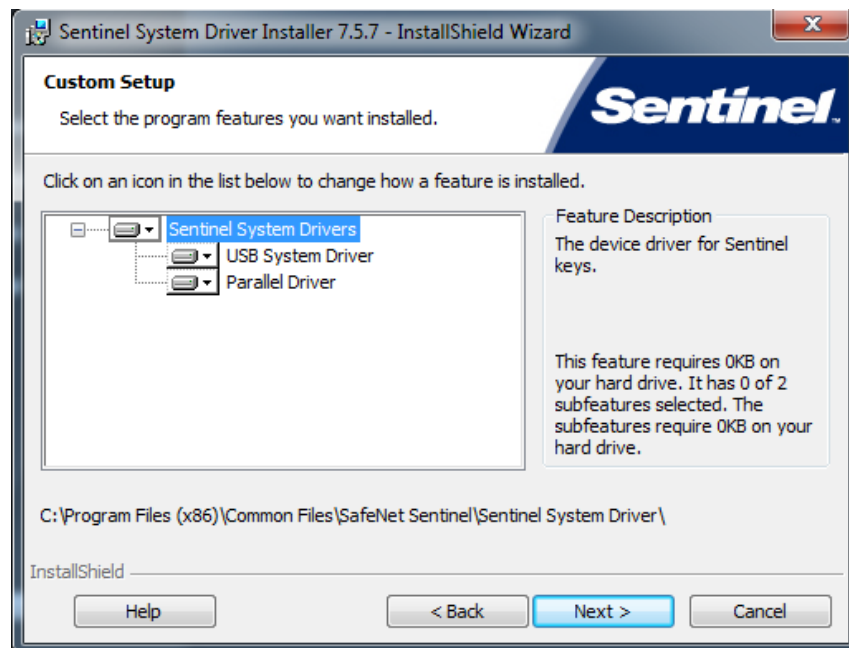 Sentinel System Driver Installer 7.5.7 - InstallShield Wizard
Custom Setup
Select the program features you want installed.
Sentinel™
Click on an icon in the list below to change how a feature is installed.
Sentinel System Drivers
USB System Driver
Parallel Driver
Feature Description
The device driver for Sentinel
keys.
This feature requires 0KB on
your hard drive. It has 0 of 2
subfeatures selected. The
subfeatures require 0KB on your
hard drive.
C:\Program Files (x86)\Common Files\SafeNet Sentinel\Sentinel System Driver\
InstallShield
Help
< Back
Next >
Cancel